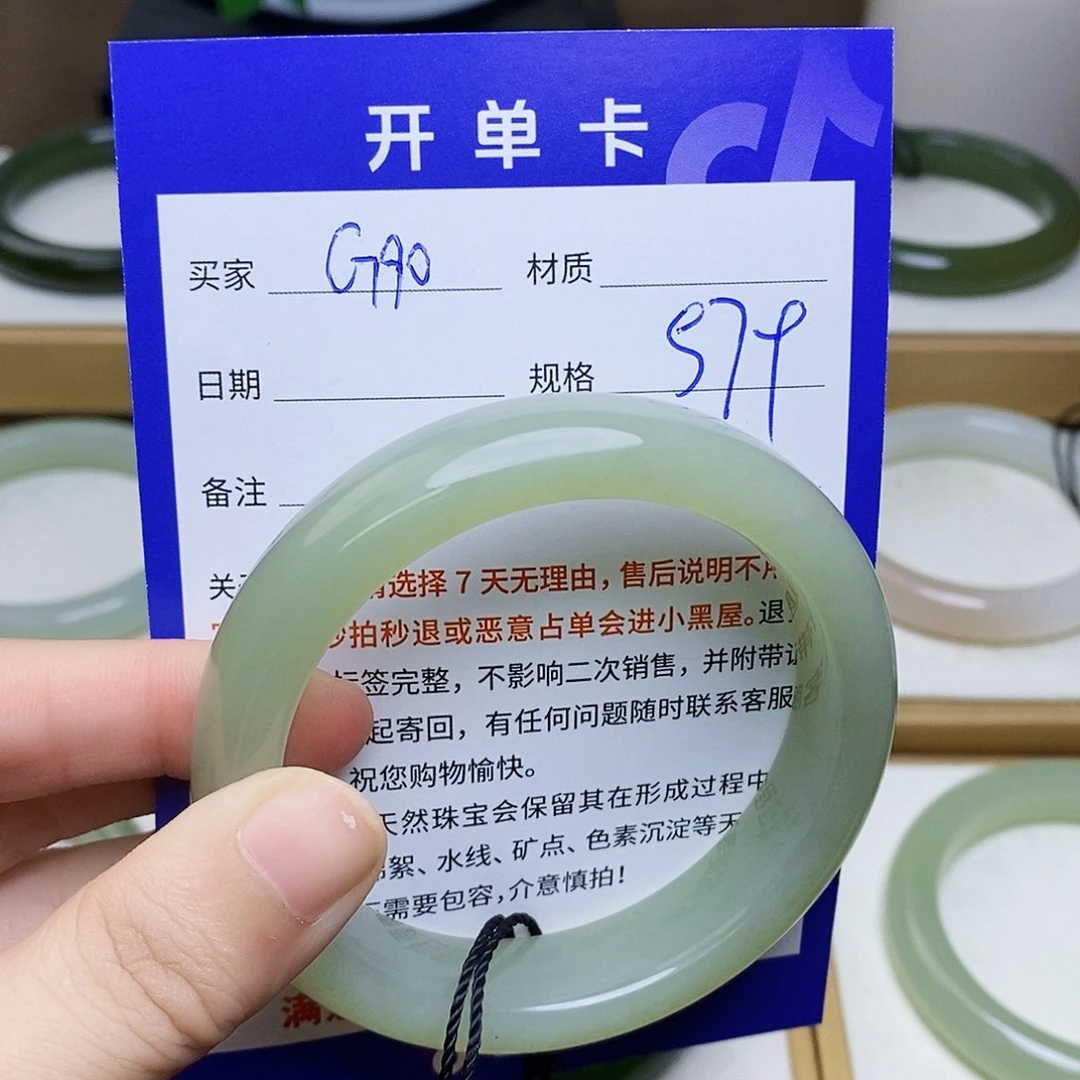 开单卡
买家 G90 材质
日期 规格 579
备注
选择 7 天无理由，售后说明不
秒拍秒退或恶意占单会进小黑屋。退
标签完整，不影响二次销售，并附带
起寄回，有任何问题随时联系客服
祝您购物愉快。
天然珠宝会保留其在形成过程中
絮、水线、矿点、色素沉淀等天
需要包容，介意慎拍！
满